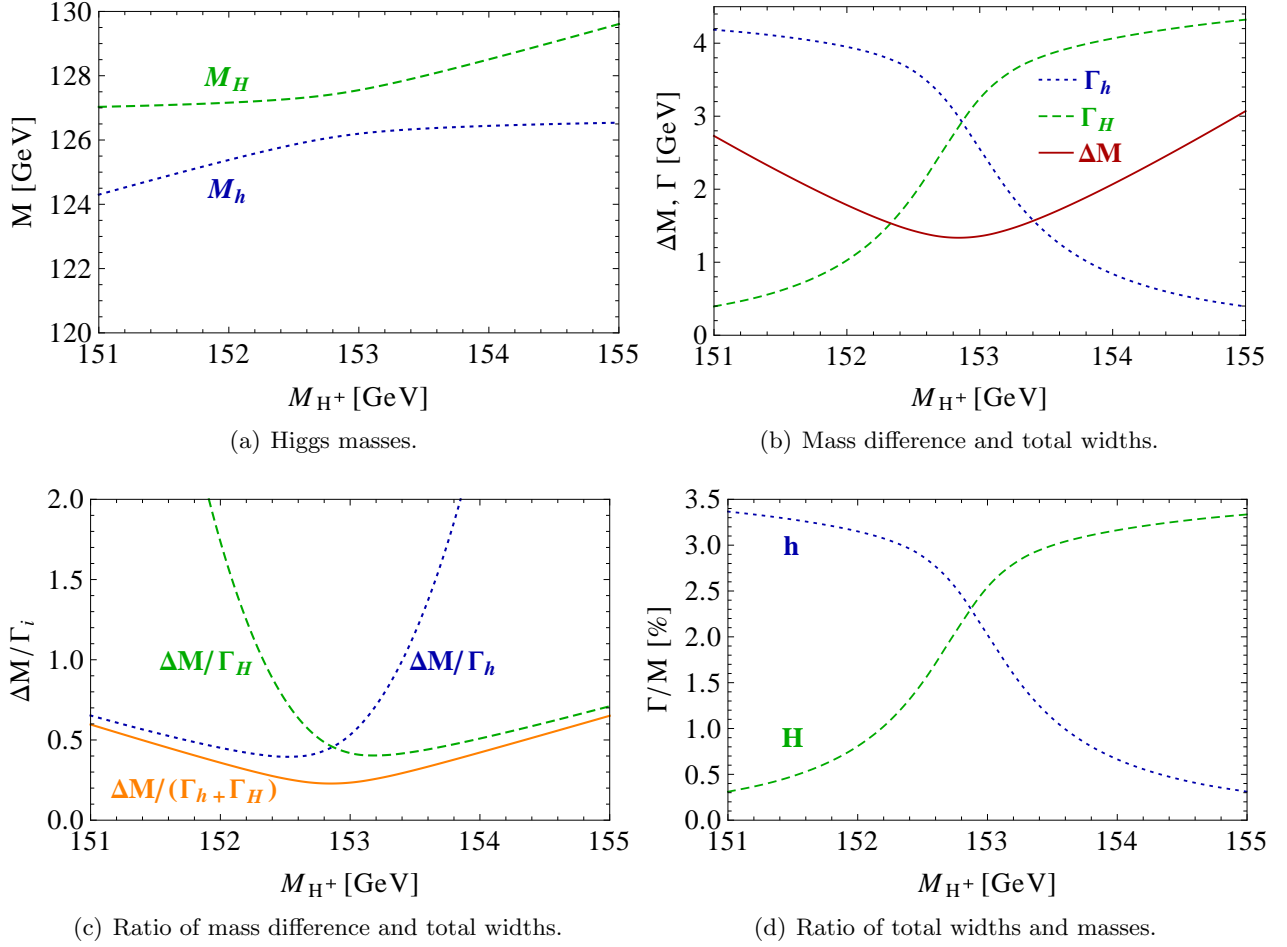 M [GeV]
130
128
126
124
122
120
M_H
M_h
151 152 153 154 155
M_H+ [GeV]
(a) Higgs masses.
ΔM, Γ [GeV]
4
3
2
1
0
Γ_h
Γ_H
ΔM
151 152 153 154 155
M_H+ [GeV]
(b) Mass difference and total widths.
ΔM/Γ_i
2.0
1.5
1.0
0.5
0.0
ΔM/Γ_H ΔM/Γ_h
ΔM/(Γ_h+Γ_H)
151 152 153 154 155
M_H+ [GeV]
(c) Ratio of mass difference and total widths.
Γ/M [%]
3.5
3.0
2.5
2.0
1.5
1.0
0.5
0.0
h
H
151 152 153 154 155
M_H+ [GeV]
(d) Ratio of total widths and masses.